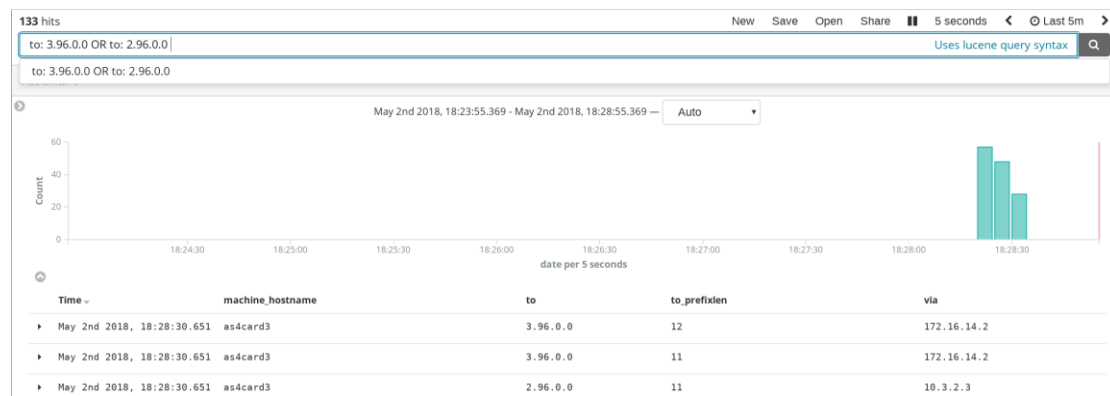 133 hits New Save Open Share 5 seconds Last 5m
to: 3.96.0.0 OR to: 2.96.0.0 Uses lucene query syntax
to: 3.96.0.0 OR to: 2.96.0.0
May 2nd 2018, 18:23:55.369 - May 2nd 2018, 18:28:55.369 — Auto
60
40
20
0
Count
18:24:30 18:25:00 18:25:30 18:26:00 18:26:30 18:27:00 18:27:30 18:28:00 18:28:30
date per 5 seconds
Time machine_hostname to to_prefixlen via
May 2nd 2018, 18:28:30.651 as4card3 3.96.0.0 12 172.16.14.2
May 2nd 2018, 18:28:30.651 as4card3 3.96.0.0 11 172.16.14.2
May 2nd 2018, 18:28:30.651 as4card3 2.96.0.0 11 10.3.2.3